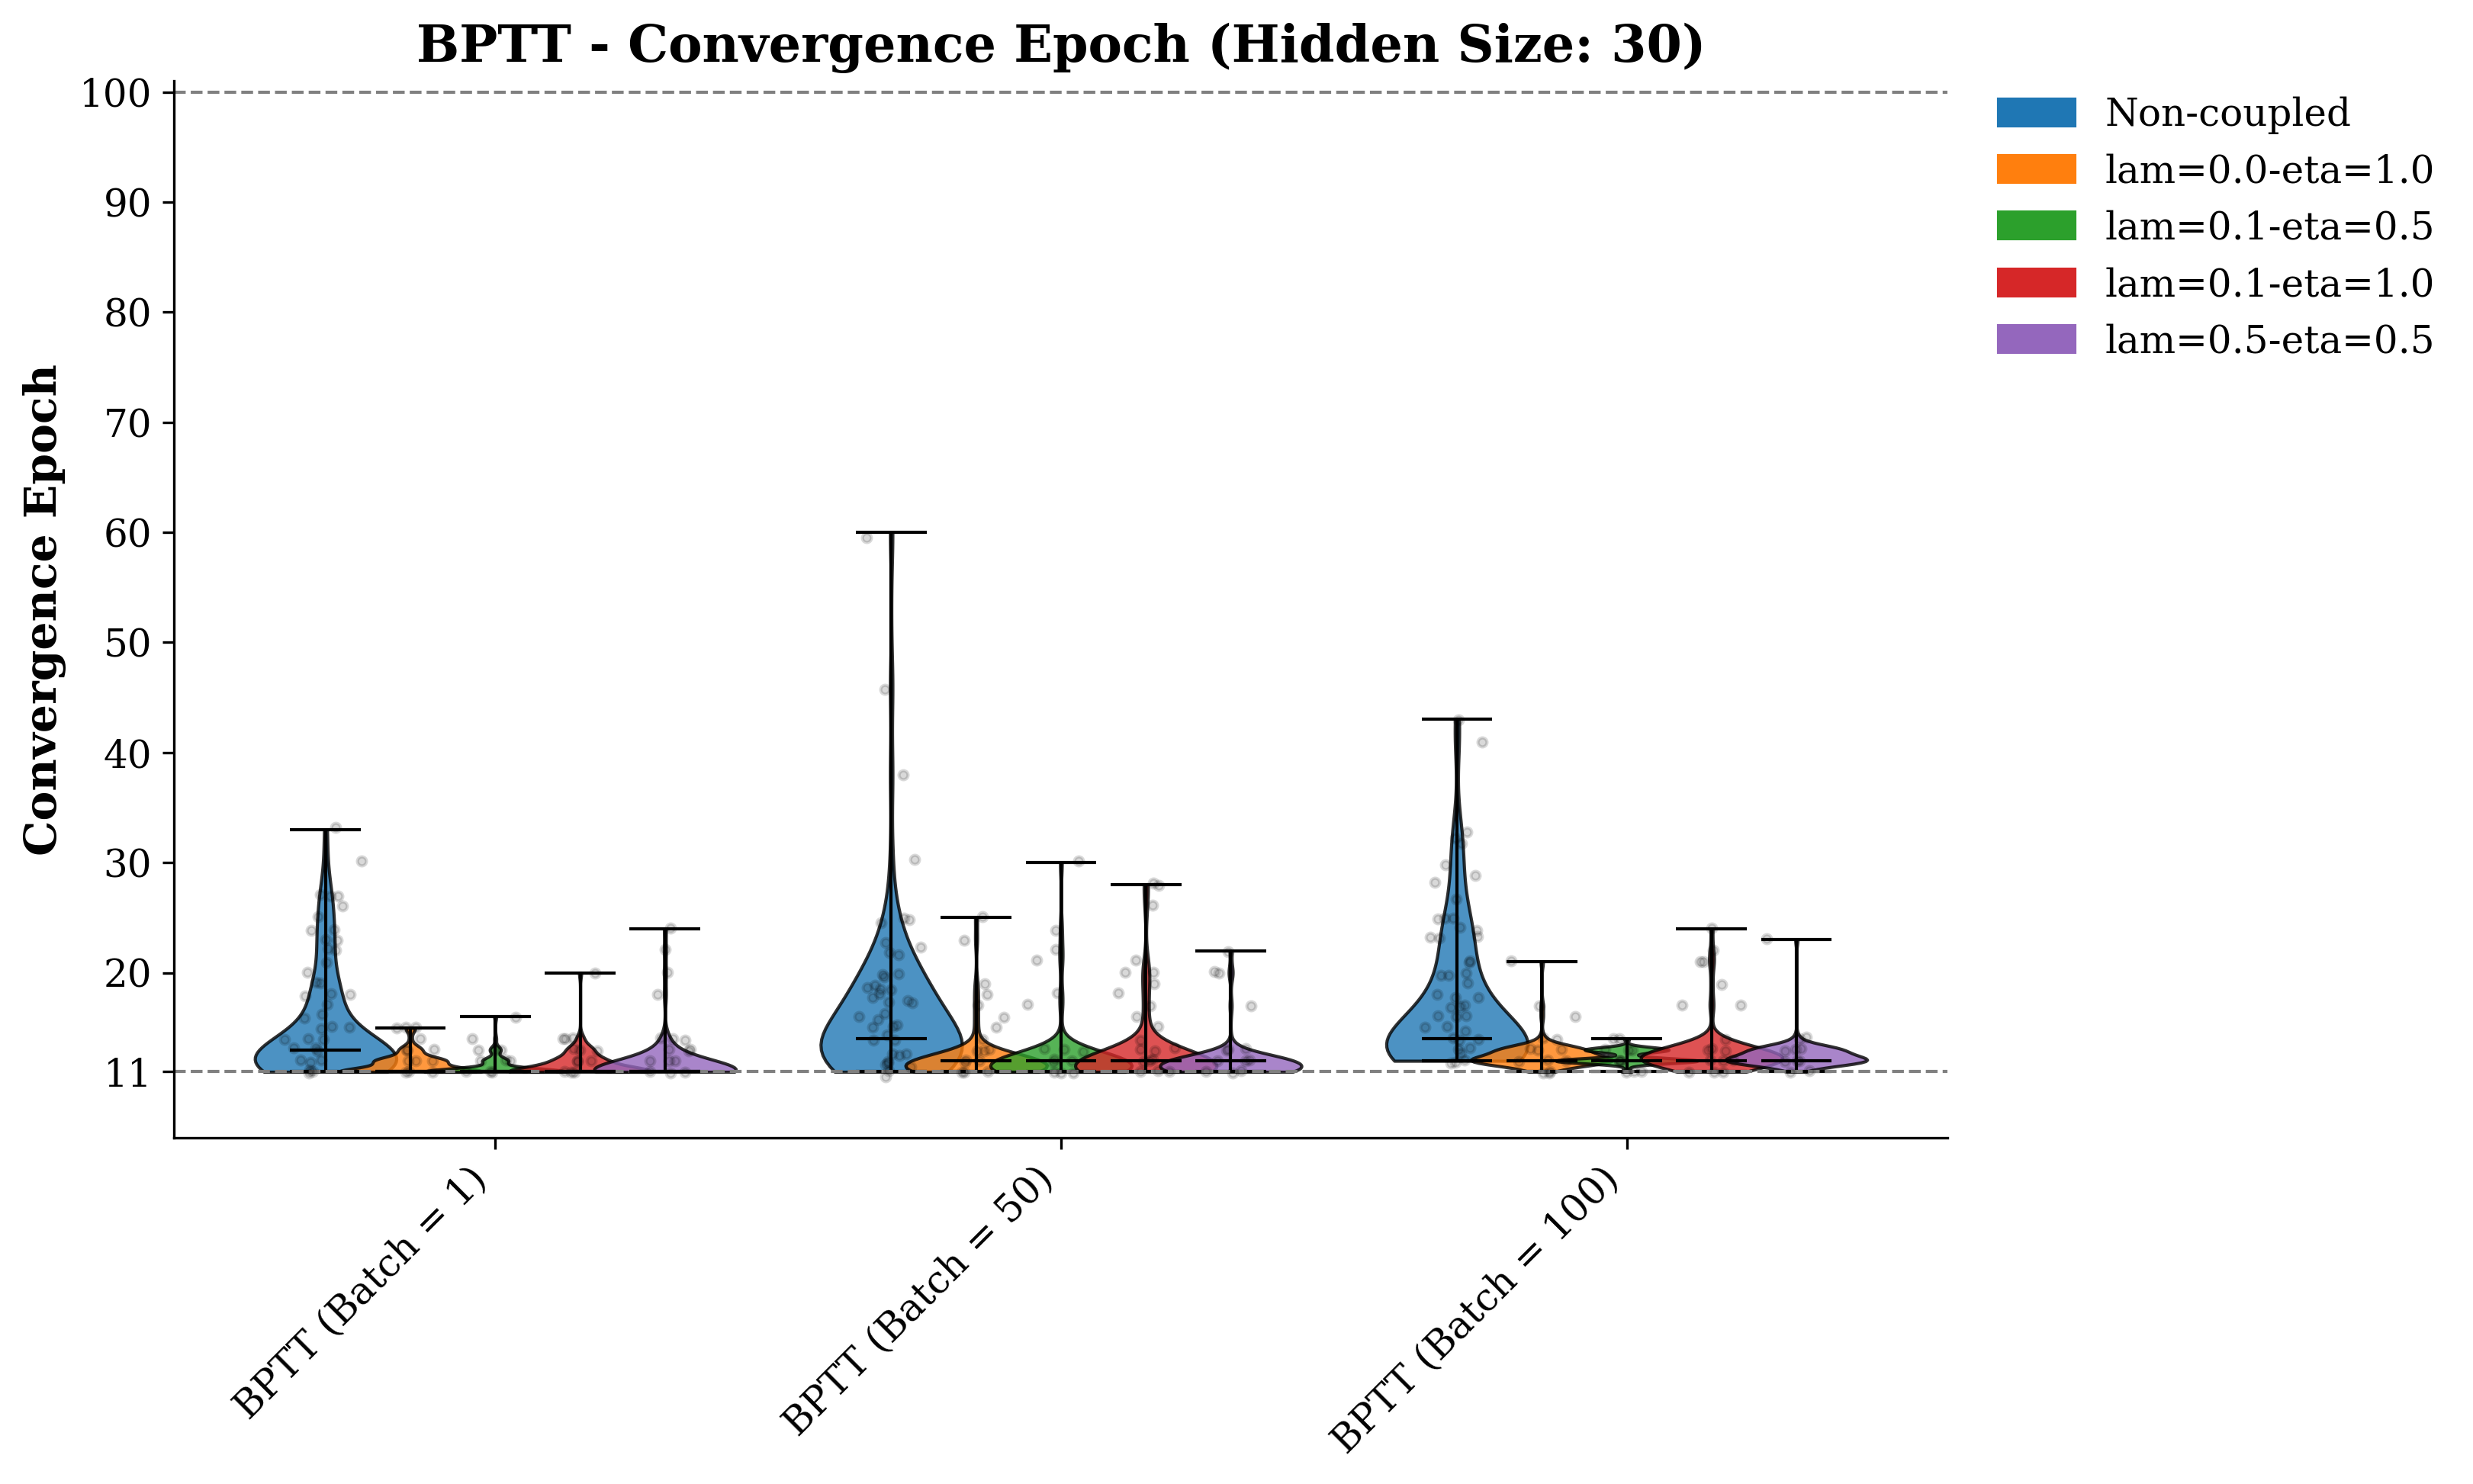 BPTT - Convergence Epoch (Hidden Size: 30)
Convergence Epoch
100
90
80
70
60
50
40
30
20
11
BPTT (Batch = 1)
BPTT (Batch = 50)
BPTT (Batch = 100)
Non-coupled
lam=0.0-eta=1.0
lam=0.1-eta=0.5
lam=0.1-eta=1.0
lam=0.5-eta=0.5